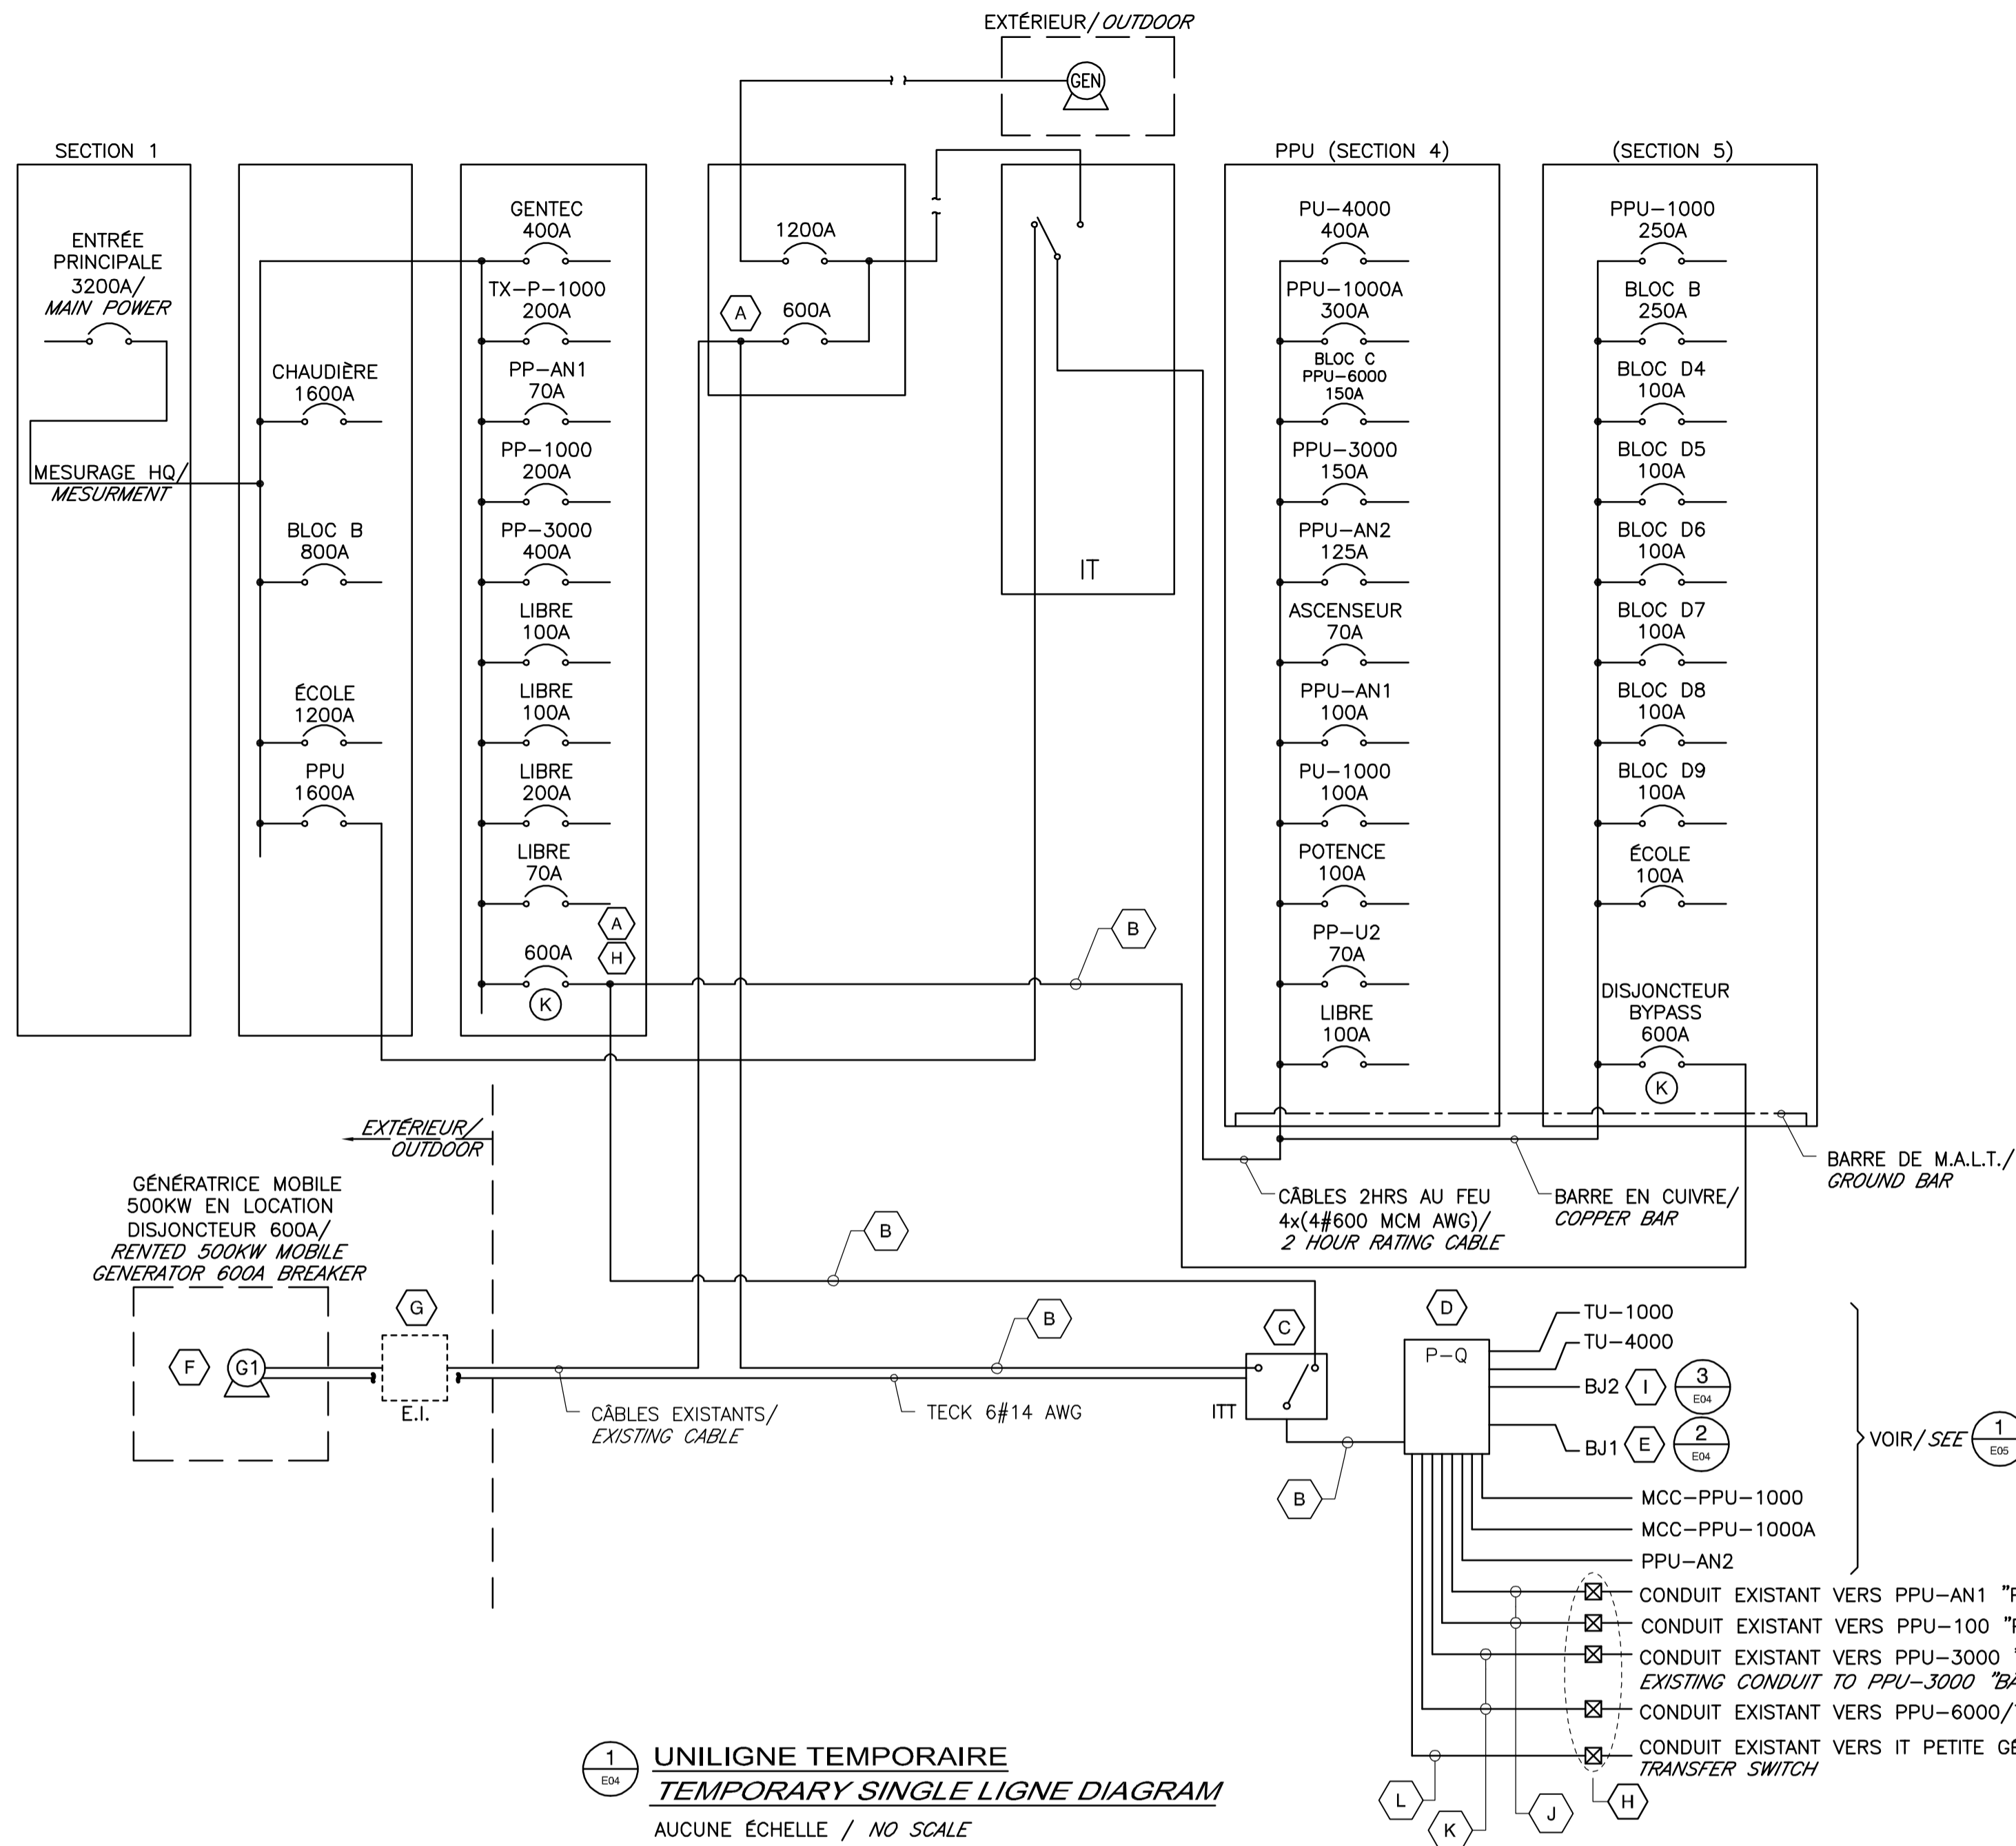 EXTÉRIEUR/OUTDOOR
GEN
SECTION 1
ENTRÉE
PRINCIPALE
3200A/
MAIN POWER
MESURAGE HQ/
MESURMENT
CHAUDIÈRE
1600A
BLOC B
800A
ÉCOLE
1200A
PPU
1600A
GENTEC
400A
TX-P-1000
200A
PP-AN1
70A
PP-1000
200A
PP-3000
400A
LIBRE
100A
LIBRE
100A
LIBRE
200A
LIBRE
70A
A
H
600A
K
1200A
A
600A
IT
PPU (SECTION 4)
PU-4000
400A
PPU-1000A
300A
BLOC C
PPU-6000
150A
PPU-3000
150A
PPU-AN2
125A
ASCENSEUR
70A
PPU-AN1
100A
PU-1000
100A
POTENCE
100A
PP-U2
70A
LIBRE
100A
(SECTION 5)
PPU-1000
250A
BLOC B
250A
BLOC D4
100A
BLOC D5
100A
BLOC D6
100A
BLOC D7
100A
BLOC D8
100A
BLOC D9
100A
ÉCOLE
100A
DISJONCTEUR
BYPASS
600A
K
B
BARRE DE M.A.L.T./
GROUND BAR
CÂBLES 2HRS AU FEU
4x(4#600 MCM AWG)/
2 HOUR RATING CABLE
BARRE EN CUIVRE/
COPPER BAR
EXTÉRIEUR/
OUTDOOR
GÉNÉRATRICE MOBILE
500KW EN LOCATION
DISJONCTEUR 600A/
RENTED 500KW MOBILE
GENERATOR 600A BREAKER
F
G1
G
E.I.
CÂBLES EXISTANTS/
EXISTING CABLE
B
B
TECK 6#14 AWG
C
ITT
B
D
P-Q
TU-1000
TU-4000
BJ2 I 3
E04
BJ1 E 2
E04
VOIR/SEE 1
E05
MCC-PPU-1000
MCC-PPU-1000A
PPU-AN2
CONDUIT EXISTANT VERS PPU-AN1
CONDUIT EXISTANT VERS PPU-100
CONDUIT EXISTANT VERS PPU-3000
EXISTING CONDUIT TO PPU-3000
CONDUIT EXISTANT VERS PPU-6000/
CONDUIT EXISTANT VERS IT PETITE
TRANSFER SWITCH
L
K
J
H
1
E04
UNILIGNE TEMPORAIRE
TEMPORARY SINGLE LIGNE DIAGRAM
AUCUNE ÉCHELLE / NO SCALE